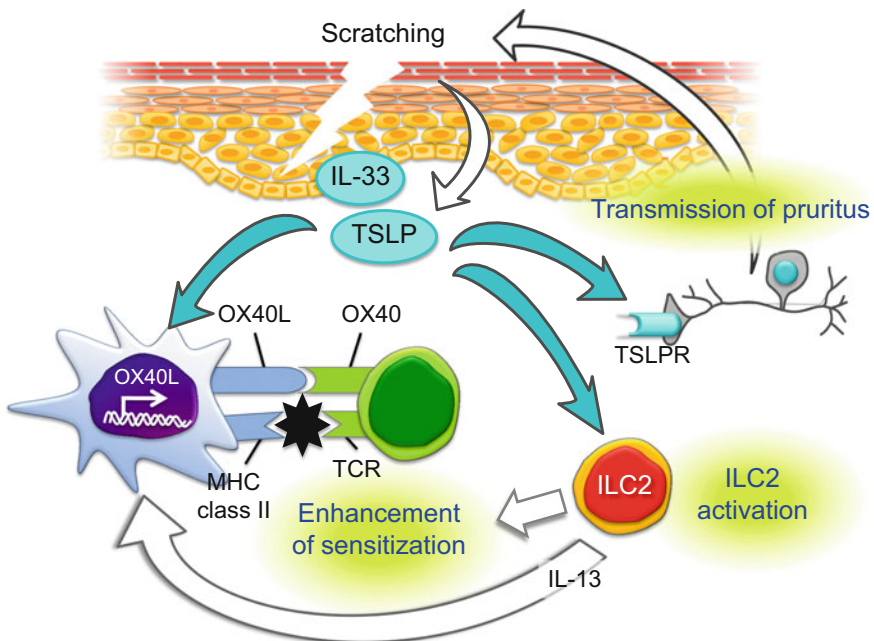 Scratching
IL-33
TSLP
Transmission of pruritus
OX40L
OX40
TSLPR
OX40L
MHC
class II
TCR
ILC2
ILC2
activation
Enhancement
of sensitization
IL-13